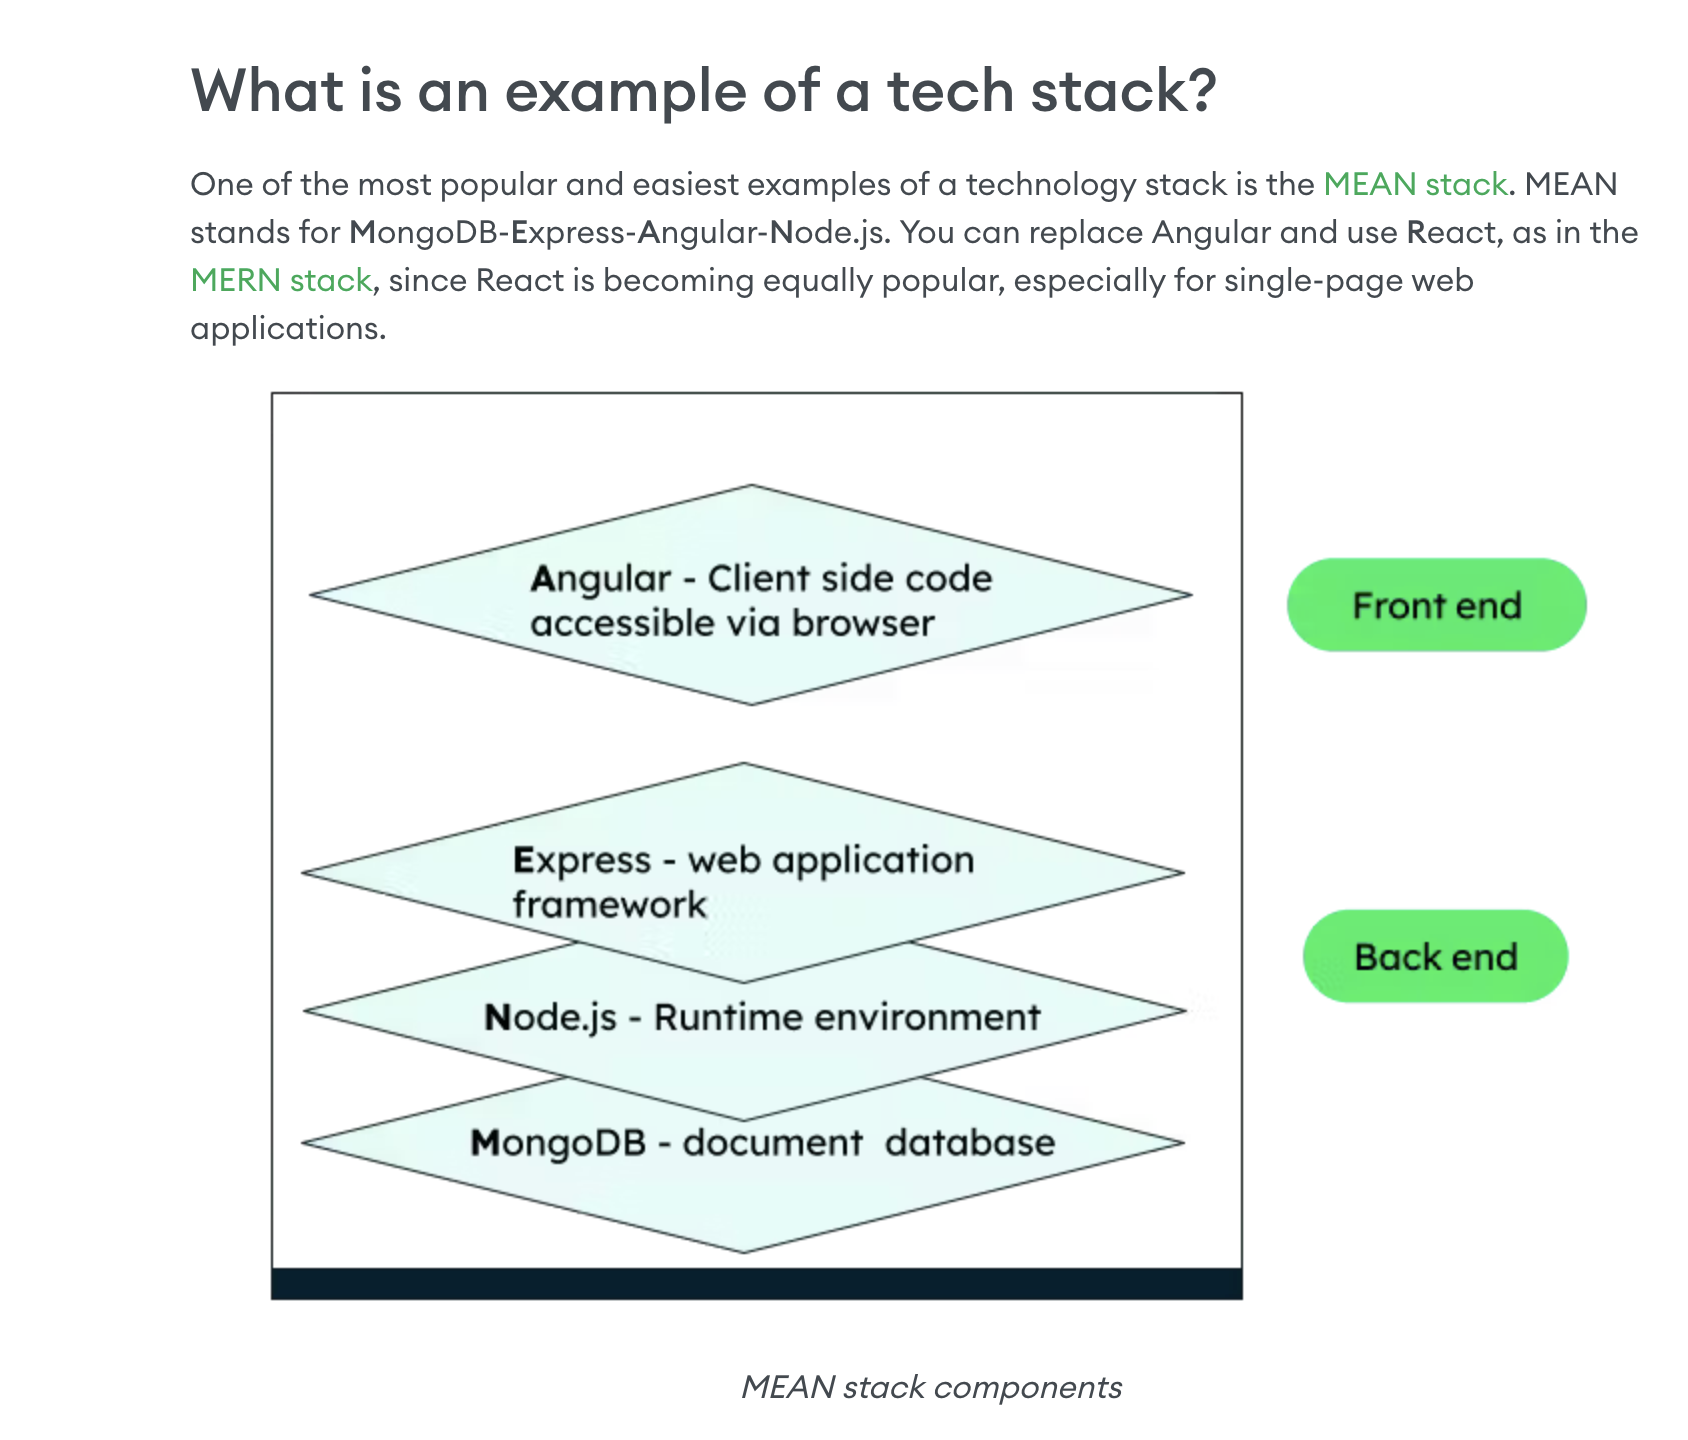 What is an example of a tech stack?
One of the most popular and easiest examples of a technology stack is the MEAN stack. MEAN
stands for MongoDB-Express-Angular-Node.js. You can replace Angular and use React, as in the
MERN stack, since React is becoming equally popular, especially for single-page web
applications.
Angular - Client side code
accessible via browser
Front end
Express - web application
framework
Back end
Node.js - Runtime environment
MongoDB - document  database
MEAN stack components